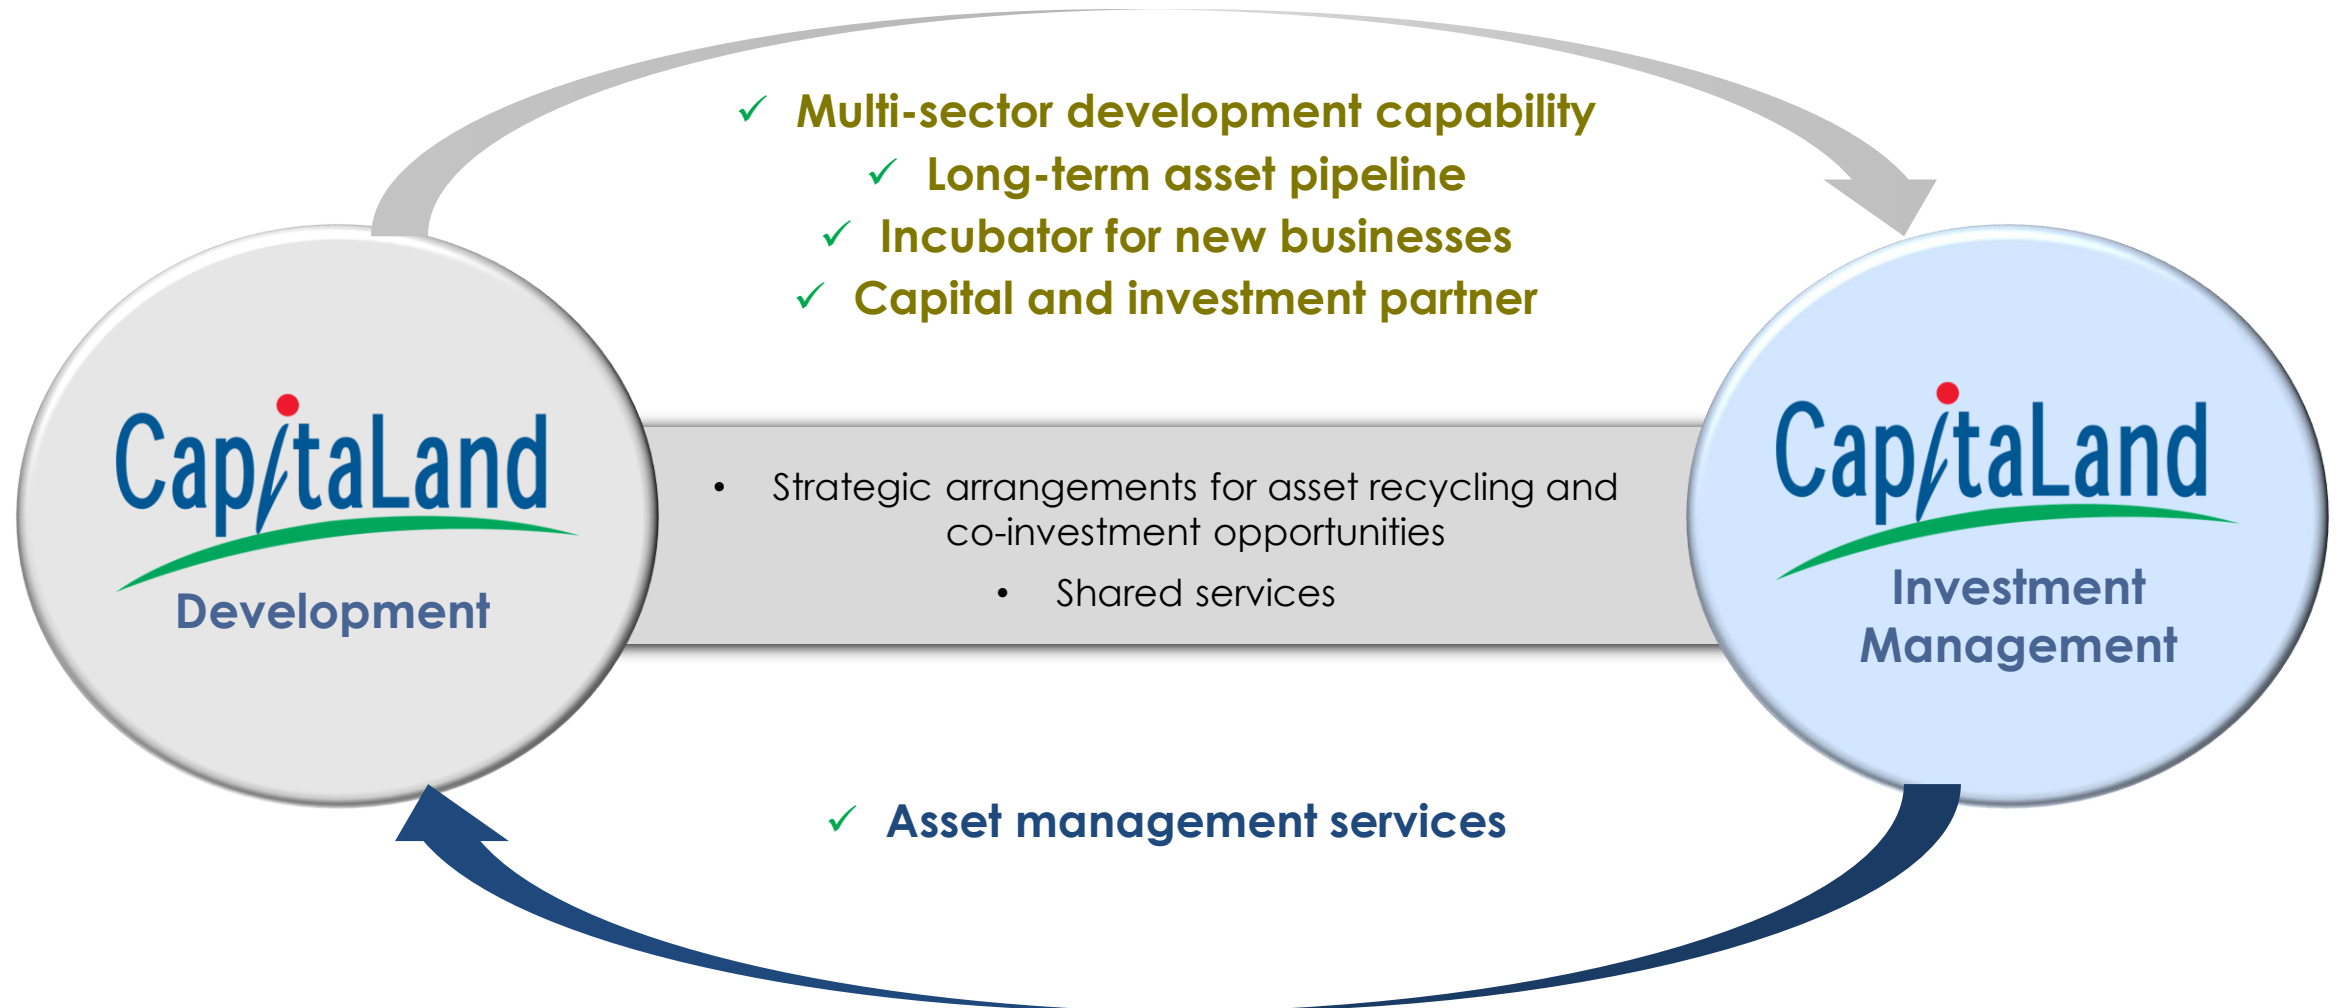 ✓ Multi-sector development capability
✓ Long-term asset pipeline
✓ Incubator for new businesses
✓ Capital and investment partner
CapitaLand
Development
• Strategic arrangements for asset recycling and
co-investment opportunities
• Shared services
CapitaLand
Investment
Management
✓ Asset management services